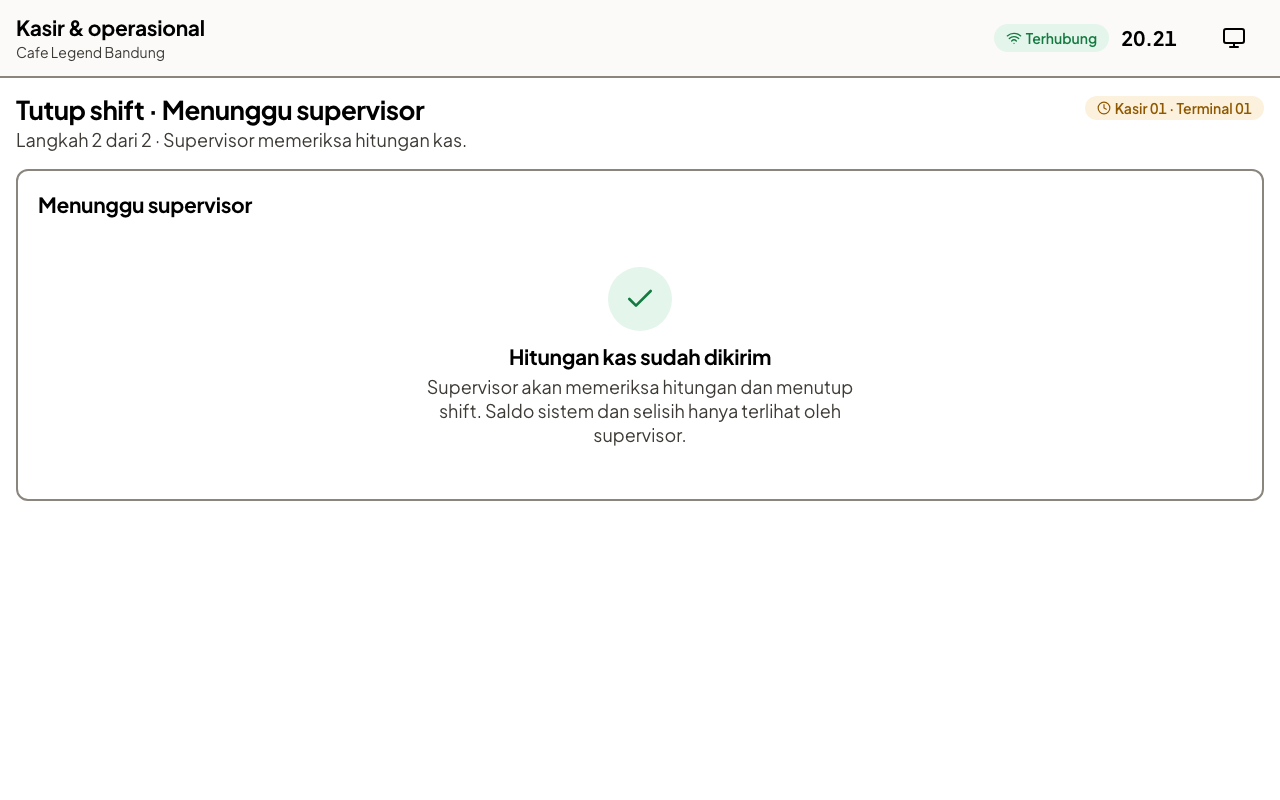 Kasir & operasional
Cafe Legend Bandung
Terhubung
20.21
Tutup shift · Menunggu supervisor
Langkah 2 dari 2 · Supervisor memeriksa hitungan kas.
Kasir 01 · Terminal 01
Menunggu supervisor
Hitungan kas sudah dikirim
Supervisor akan memeriksa hitungan dan menutup
shift. Saldo sistem dan selisih hanya terlihat oleh
supervisor.